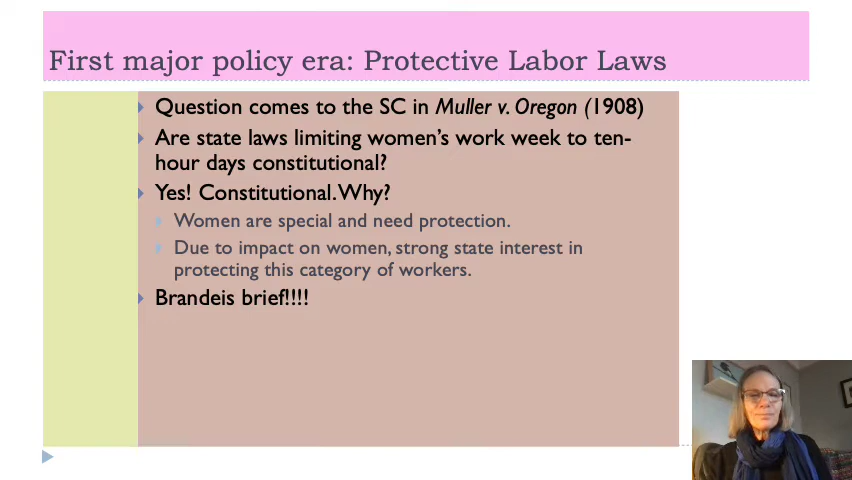 First major policy era: Protective Labor Laws
Question comes to the SC in Muller v. Oregon (1908)
Are state laws limiting women's work week to ten-
hour days constitutional?
Yes! Constitutional. Why?
Women are special and need protection.
Due to impact on women, strong state interest in
protecting this category of workers.
Brandeis brief!!!!